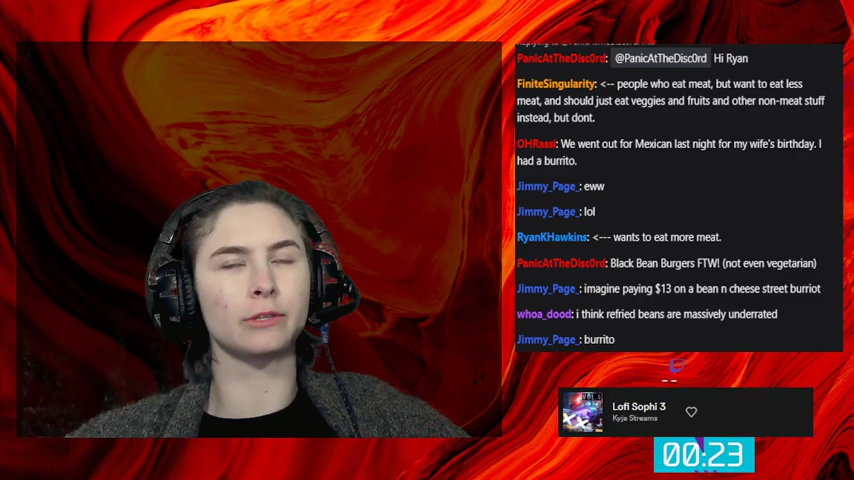 PanicAtTheDisc0rd: @PanicAtTheDisc0rd Hi Ryan
FiniteSingularity: <-- people who eat meat, but want to eat less
meat, and should just eat veggies and fruits and other non-meat stuff
instead, but dont.
OHRassi: We went out for Mexican last night for my wife's birthday. I
had a burrito.
Jimmy_Page_: eww
Jimmy_Page_: lol
RyanKHawkins: <--- wants to eat more meat.
PanicAtTheDisc0rd: Black Bean Burgers FTW! (not even vegetarian)
Jimmy_Page_: imagine paying $13 on a bean n cheese street burriot
whoa_dood: i think refried beans are massively underrated
Jimmy_Page_: burrito
Lofi Sophi 3
Kyja Streams
00:23